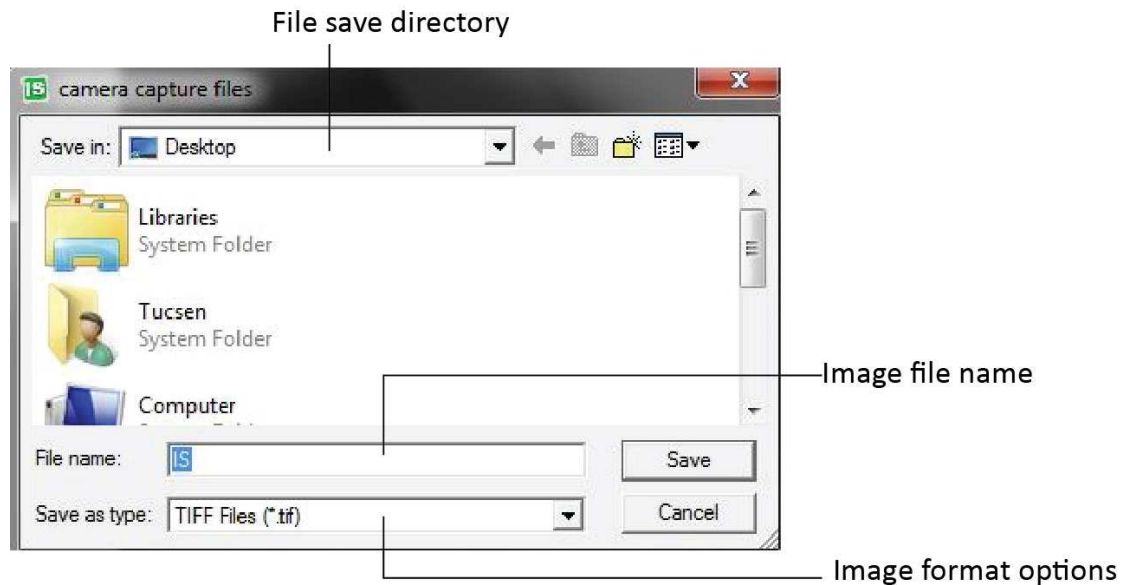 File save directory
IS camera capture files
Save in: Desktop
Libraries
System Folder
Tucsen
System Folder
Image file name
Computer
File name: IS Save
Save as type: TIFF Files (*.tif) Cancel
Image format options